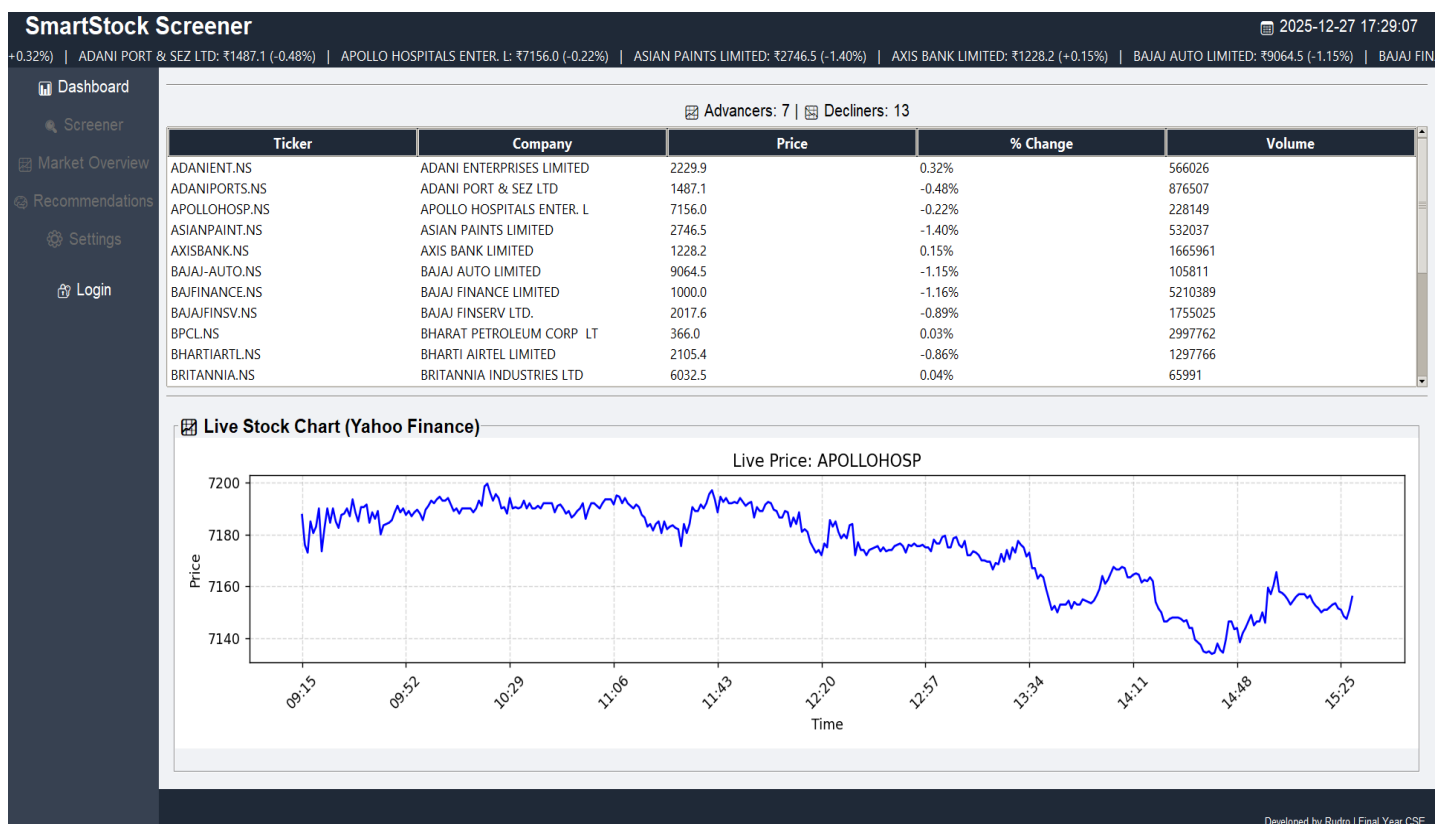 SmartStock Screener
2025-12-27 17:29:07
+0.32%) | ADANI PORT & SEZ LTD: ₹1487.1 (-0.48%) | APOLLO HOSPITALS ENTER. L: ₹7156.0 (-0.22%) | ASIAN PAINTS LIMITED: ₹2746.5 (-1.40%) | AXIS BANK LIMITED: ₹1228.2 (+0.15%) | BAJAJ AUTO LIMITED: ₹9064.5 (-1.15%) | BAJAJ FIN
Dashboard
Screener
Market Overview
Recommendations
Settings
Login
Advancers: 7 | Decliners: 13
Ticker Company Price % Change Volume
ADANIENT.NS ADANI ENTERPRISES LIMITED 2229.9 0.32% 566026
ADANIPORTS.NS ADANI PORT & SEZ LTD 1487.1 -0.48% 876507
APOLLOHOSP.NS APOLLO HOSPITALS ENTER. L 7156.0 -0.22% 228149
ASIANPAINT.NS ASIAN PAINTS LIMITED 2746.5 -1.40% 532037
AXISBANK.NS AXIS BANK LIMITED 1228.2 0.15% 1665961
BAJAJ-AUTO.NS BAJAJ AUTO LIMITED 9064.5 -1.15% 105811
BAJFINANCE.NS BAJAJ FINANCE LIMITED 1000.0 -1.16% 5210389
BAJAJFINSV.NS BAJAJ FINSERV LTD. 2017.6 -0.89% 1755025
BPCL.NS BHARAT PETROLEUM CORP LT 366.0 0.03% 2997762
BHARTIARTL.NS BHARTI AIRTEL LIMITED 2105.4 -0.86% 1297766
BRITANNIA.NS BRITANNIA INDUSTRIES LTD 6032.5 0.04% 65991
Live Stock Chart (Yahoo Finance)
Live Price: APOLLOHOSP
7200
7180
7160
7140
Price
09:15 09:52 10:29 11:06 11:43 12:20 12:57 13:34 14:11 14:48 15:25
Time
Developed by Rudro | Final Year CSE